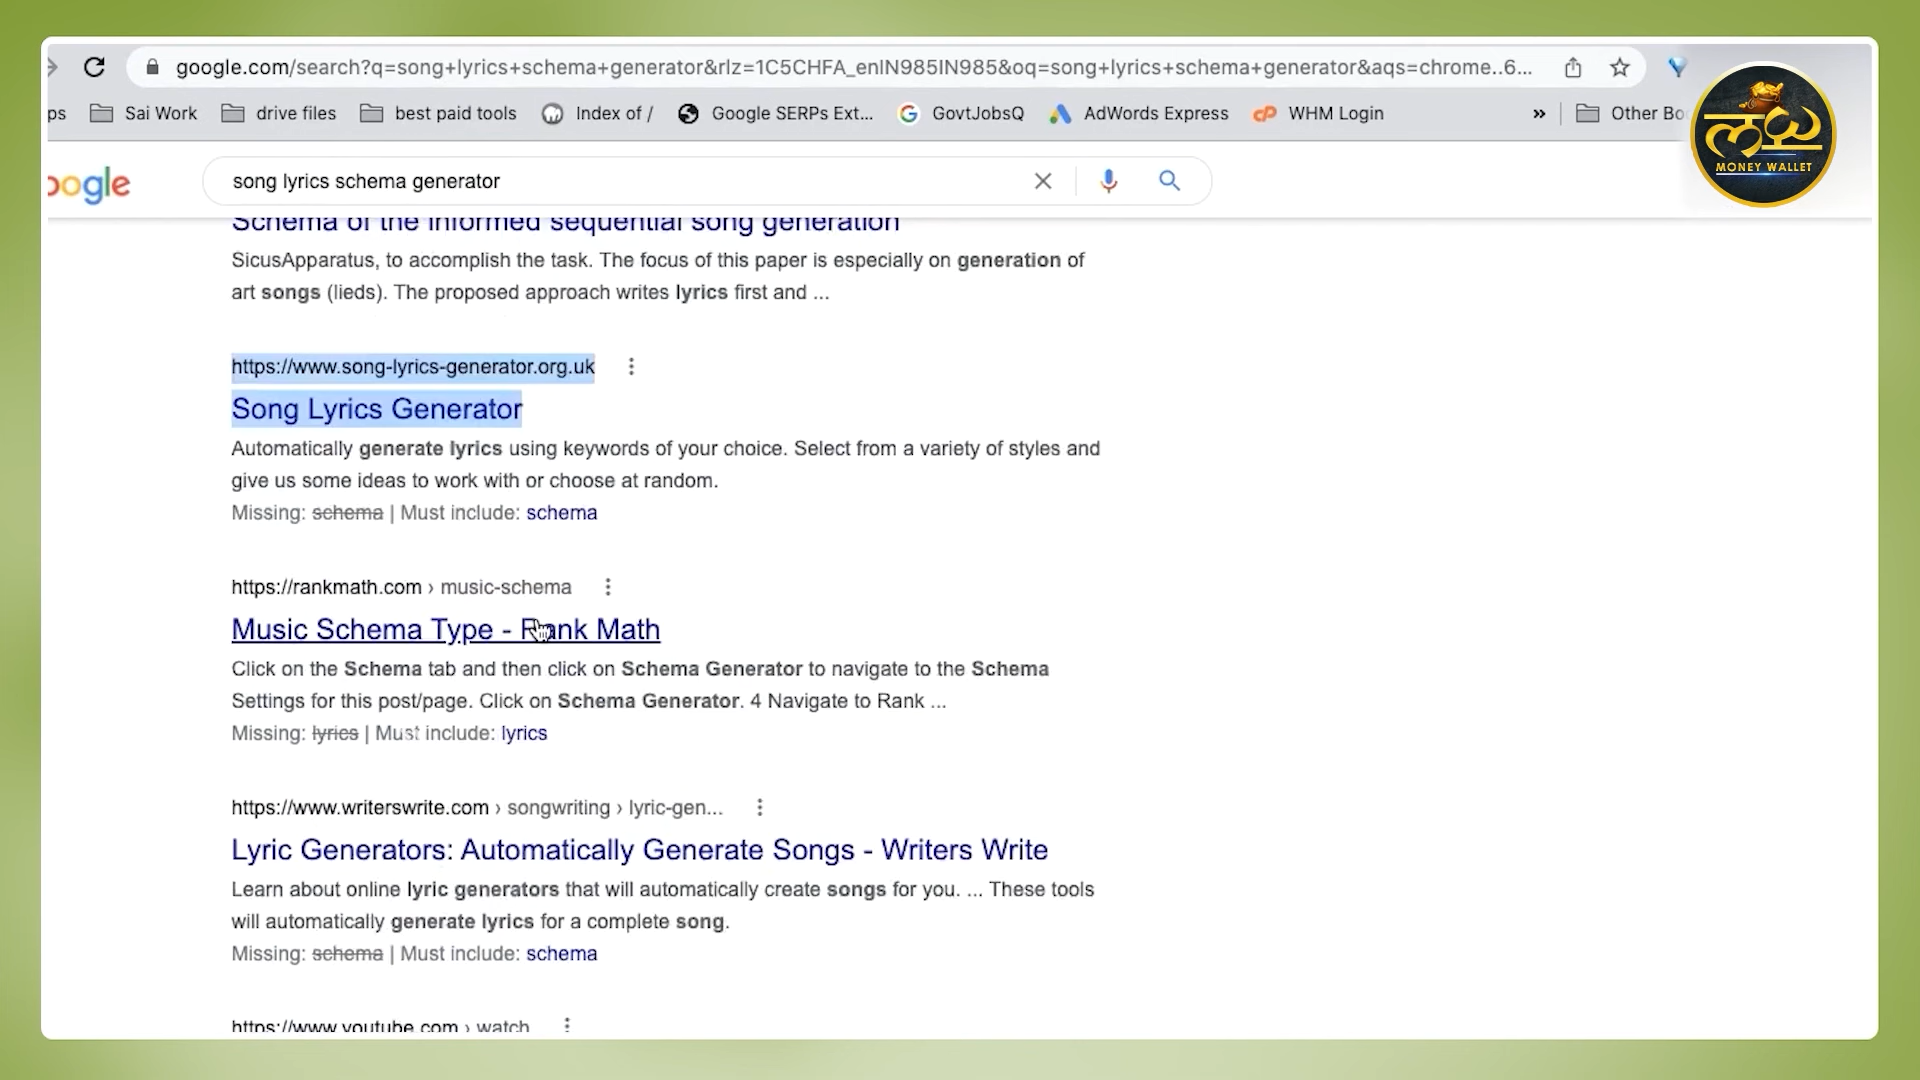 google.com/search?q=song+lyrics+schema+generator&rlz=1C5CHFA_enIN985IN985&oq=song+lyrics+schema+generator&aqs=chrome..6...
ps Sai Work drive files best paid tools Index of / Google SERPs Ext... GovtJobsQ AdWords Express WHM Login » Other Bo
MONEY WALLET
oogle song lyrics schema generator
Schema of the informed sequential song generation
SicusApparatus, to accomplish the task. The focus of this paper is especially on generation of
art songs (lieds). The proposed approach writes lyrics first and ...
https://www.song-lyrics-generator.org.uk
Song Lyrics Generator
Automatically generate lyrics using keywords of your choice. Select from a variety of styles and
give us some ideas to work with or choose at random.
Missing: schema | Must include: schema
https://rankmath.com › music-schema
Music Schema Type - Rank Math
Click on the Schema tab and then click on Schema Generator to navigate to the Schema
Settings for this post/page. Click on Schema Generator. 4 Navigate to Rank ...
Missing: lyrics | Must include: lyrics
https://www.writerswrite.com › songwriting › lyric-gen...
Lyric Generators: Automatically Generate Songs - Writers Write
Learn about online lyric generators that will automatically create songs for you. ... These tools
will automatically generate lyrics for a complete song.
Missing: schema | Must include: schema
https://www.youtube.com › watch